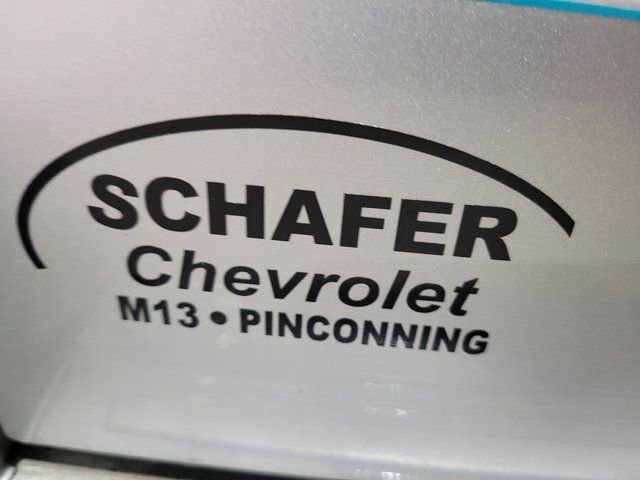 SCHAFER
Chevrolet
M13 • PINCONNING